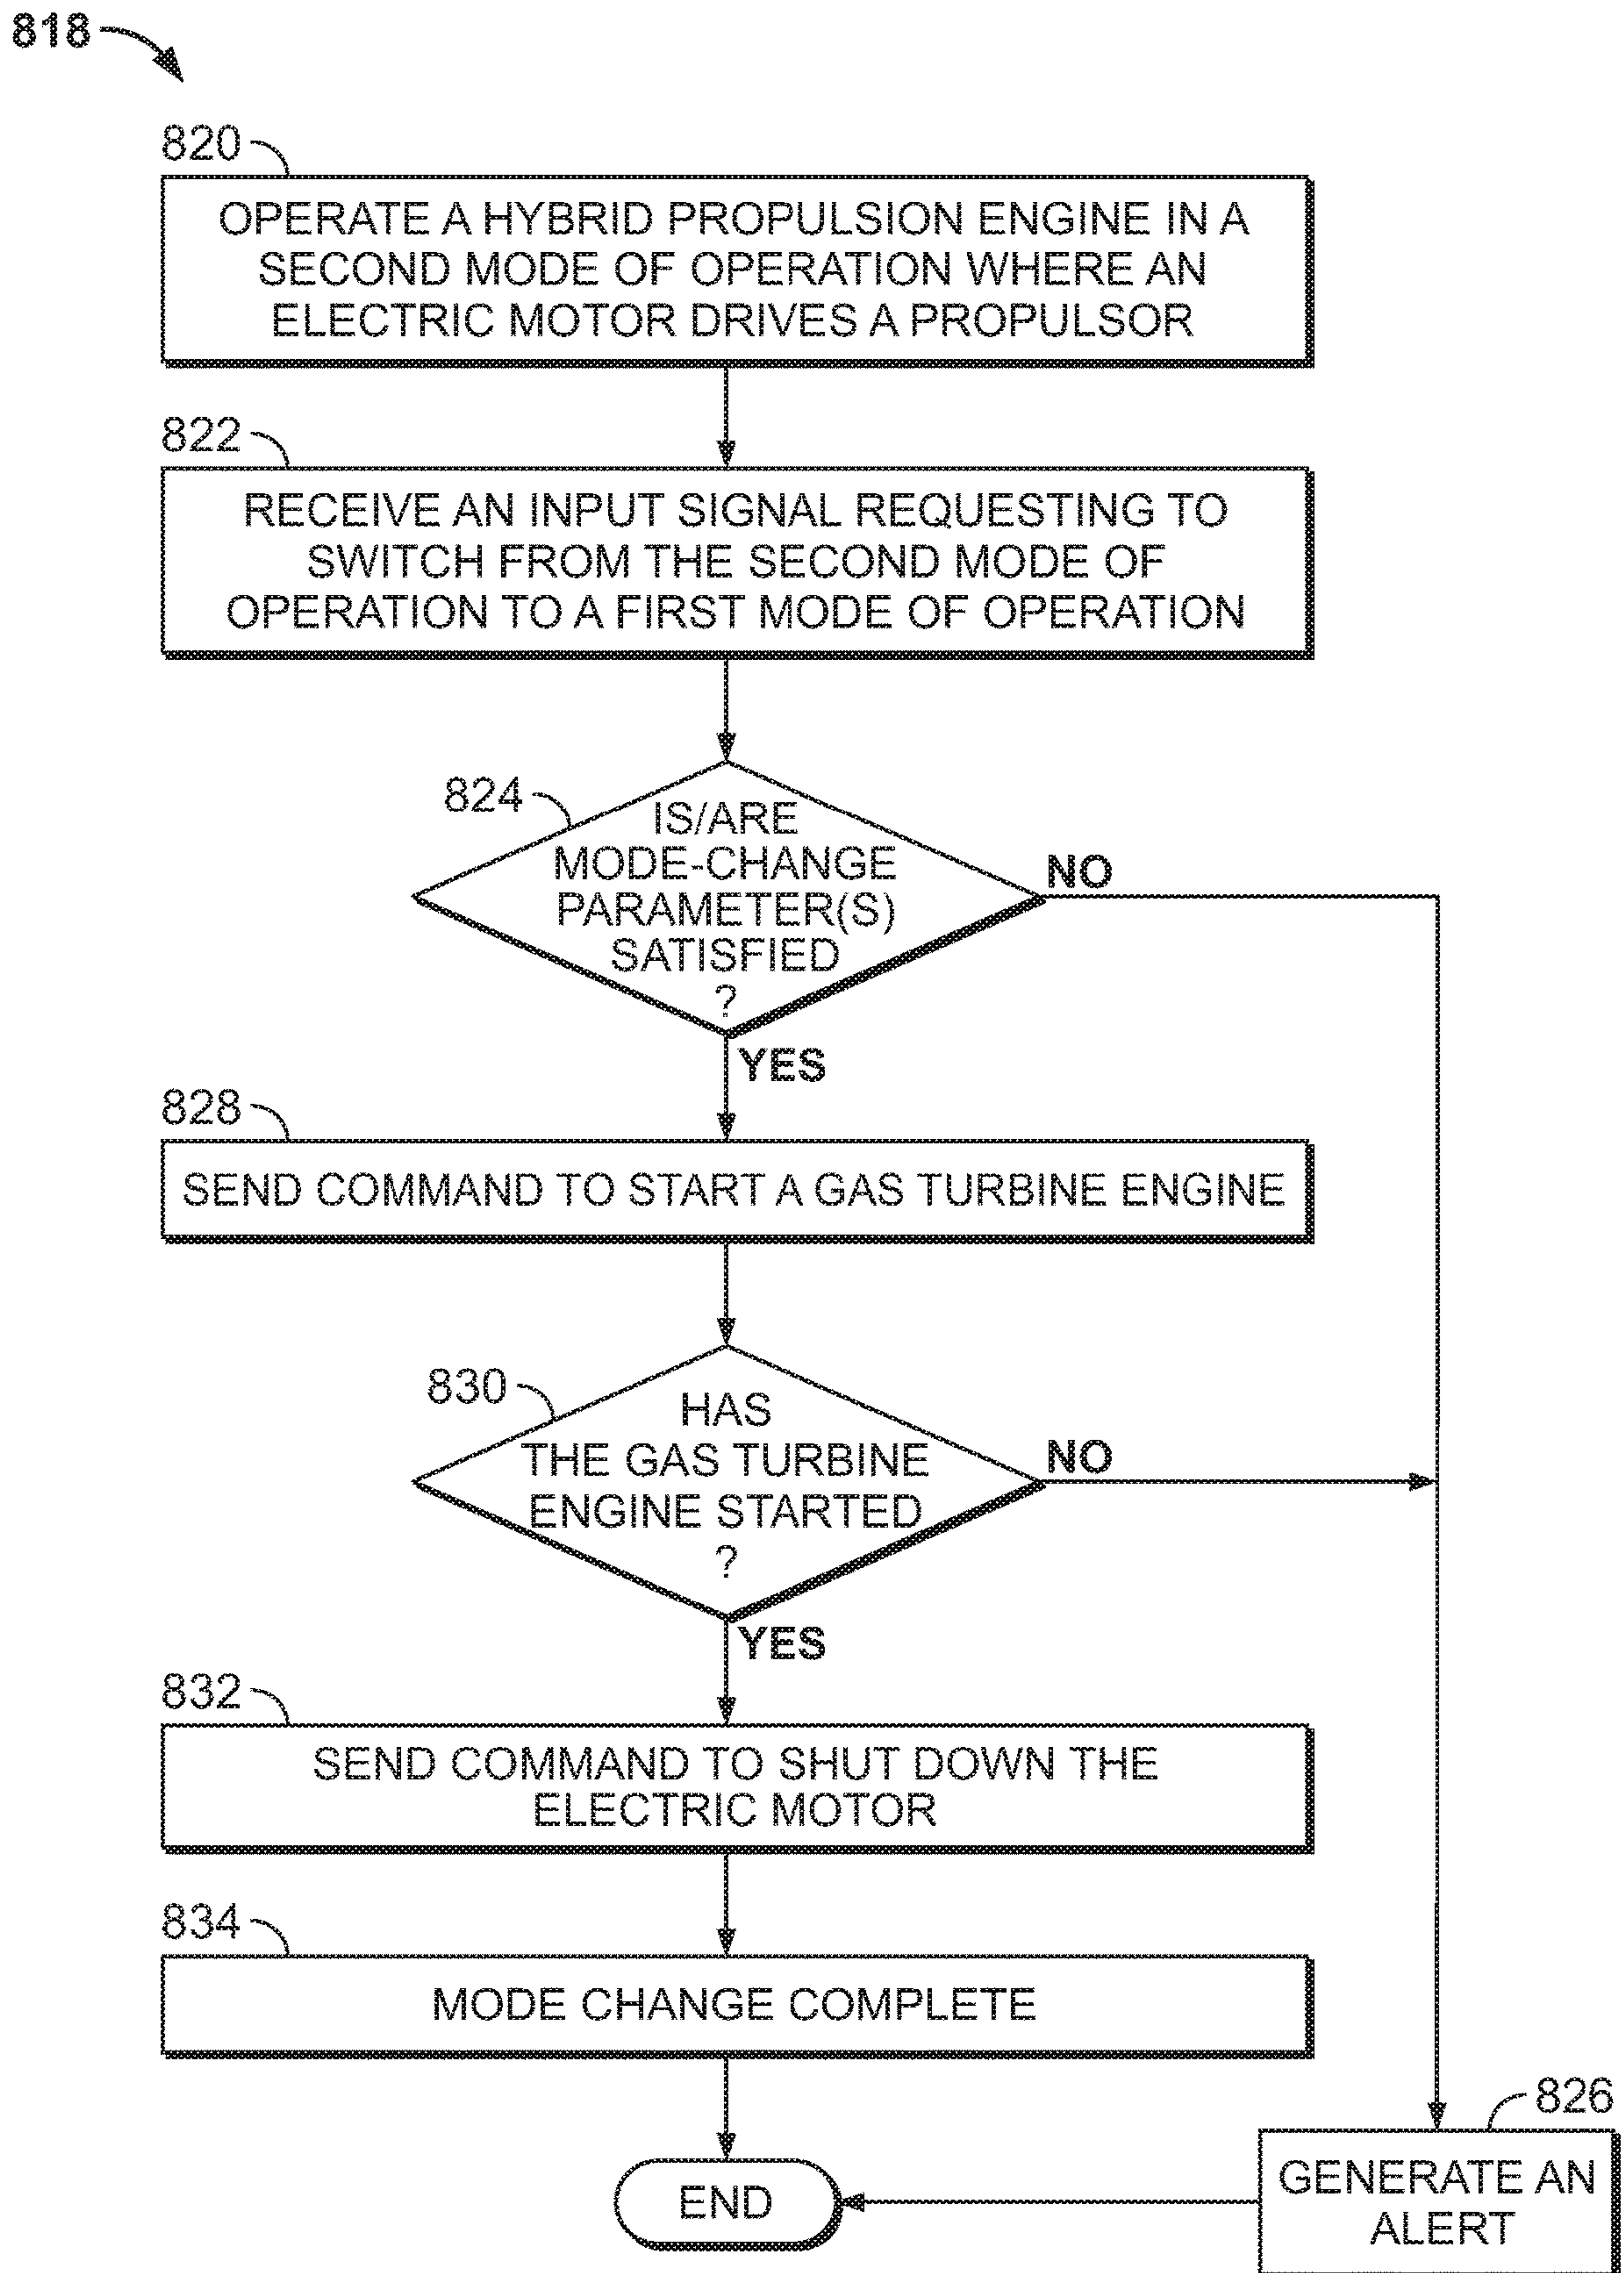 818
820
OPERATE A HYBRID PROPULSION ENGINE IN A
SECOND MODE OF OPERATION WHERE AN
ELECTRIC MOTOR DRIVES A PROPULSOR
822
RECEIVE AN INPUT SIGNAL REQUESTING TO
SWITCH FROM THE SECOND MODE OF
OPERATION TO A FIRST MODE OF OPERATION
824
IS/ARE
MODE-CHANGE
PARAMETER(S)
SATISFIED
?
NO
YES
828
SEND COMMAND TO START A GAS TURBINE ENGINE
830
HAS
THE GAS TURBINE
ENGINE STARTED
?
NO
YES
832
SEND COMMAND TO SHUT DOWN THE
ELECTRIC MOTOR
834
MODE CHANGE COMPLETE
826
GENERATE AN
ALERT
END